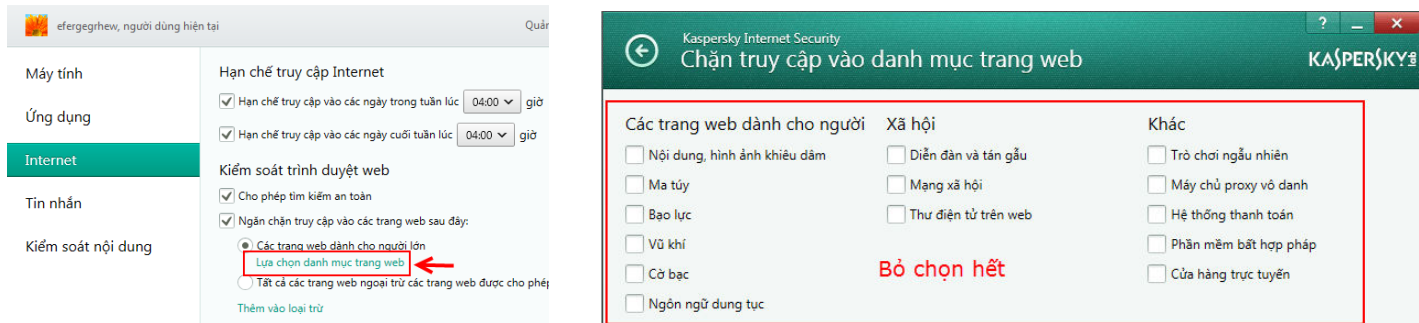 efergegrhew, người dùng hiện tại
Quản
Máy tính
Ứng dụng
Internet
Tin nhắn
Kiểm soát nội dung
Hạn chế truy cập Internet
Hạn chế truy cập vào các ngày trong tuần lúc 04:00 giờ
Hạn chế truy cập vào các ngày cuối tuần lúc 04:00 giờ
Kiểm soát trình duyệt web
Cho phép tìm kiếm an toàn
Ngăn chặn truy cập vào các trang web sau đây:
Các trang web dành cho người lớn
Lựa chọn danh mục trang web
Tất cả các trang web ngoại trừ các trang web được cho phép
Thêm vào loại trừ
Kaspersky Internet Security
Chặn truy cập vào danh mục trang web
KASPERSKY
Các trang web dành cho người
Nội dung, hình ảnh khiêu dâm
Ma túy
Bạo lực
Vũ khí
Cờ bạc
Ngôn ngữ dung tục
Xã hội
Diễn đàn và tán gẫu
Mạng xã hội
Thư điện tử trên web
Bỏ chọn hết
Khác
Trò chơi ngẫu nhiên
Máy chủ proxy vô danh
Hệ thống thanh toán
Phần mềm bất hợp pháp
Cửa hàng trực tuyến